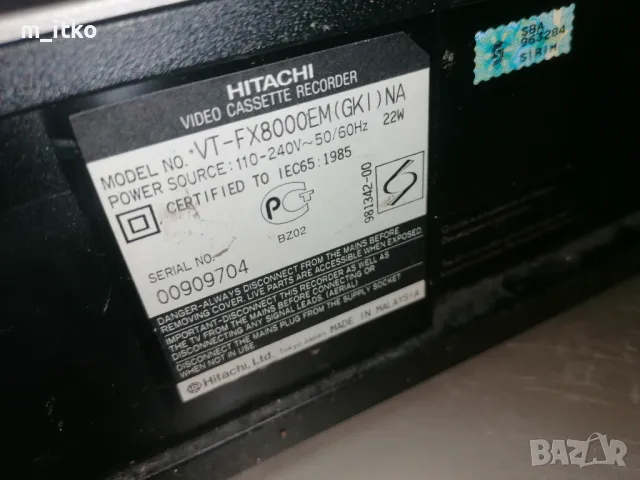 m_itko
SBA
963284
SIRIM
HITACHI
VIDEO CASSETTE RECORDER
MODEL NO. VT-FX8000EM(GKI)NA
POWER SOURCE:110-240V~50/60Hz 22W
CERTIFIED TO IEC65:1985
981342-00
BZ02
SERIAL NO.
00909704
DANGER-ALWAYS DISCONNECT FROM THE MAINS BEFORE
REMOVING COVER. LIVE PARTS ARE ACCESSIBLE WHEN EXPOSED
IMPORTANT-DISCONNECT THIS RECORDER AS WELL AS
THE TV FROM THE MAINS BEFORE CONNECTING OR
DISCONNECTING ANY SIGNAL LEADS. (AERIAL)
DISCONNECT THE MAINS PLUG FROM THE SUPPLY SOCKET WHEN NOT IN USE
Hitachi, Ltd. Tokyo Japan MADE IN MALAYSIA
BAZAR
bg